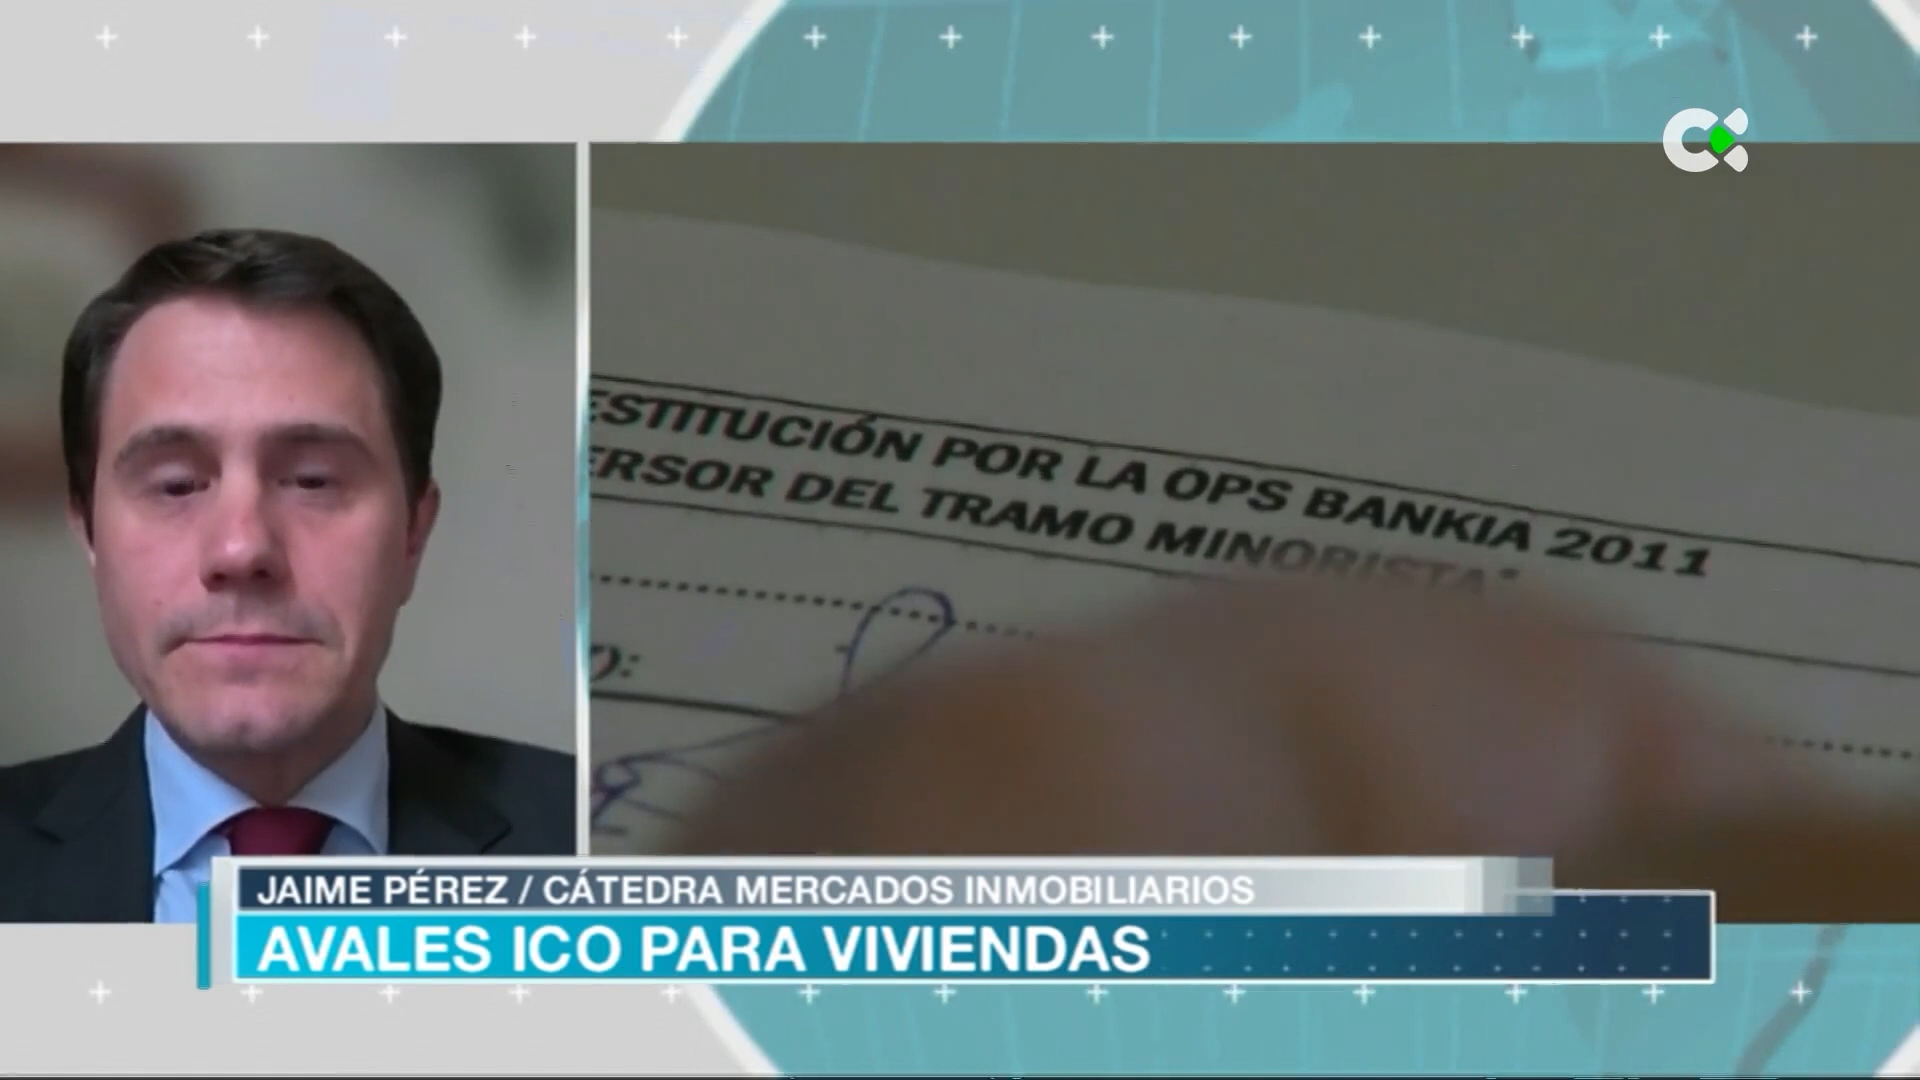 ESTITUCIÓN POR LA OPS BANKIA 2011
ERSOR DEL TRAMO MINORISTA"
):
JAIME PÉREZ / CÁTEDRA MERCADOS INMOBILIARIOS
AVALES ICO PARA VIVIENDAS